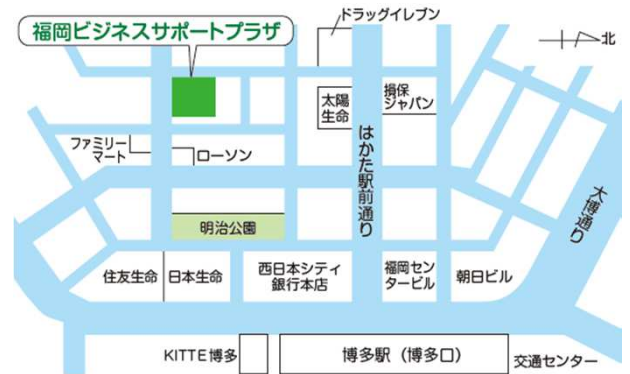 ドラッグイレブン
福岡ビジネスサポートプラザ
北
太陽
生命
損保
ジャパン
ファミリー
マート
ローソン
はかた駅前通り
大博通り
明治公園
住友生命
日本生命
西日本シティ
銀行本店
福岡セン
タービル
朝日ビル
KITTE博多
博多駅（博多口）
交通センター